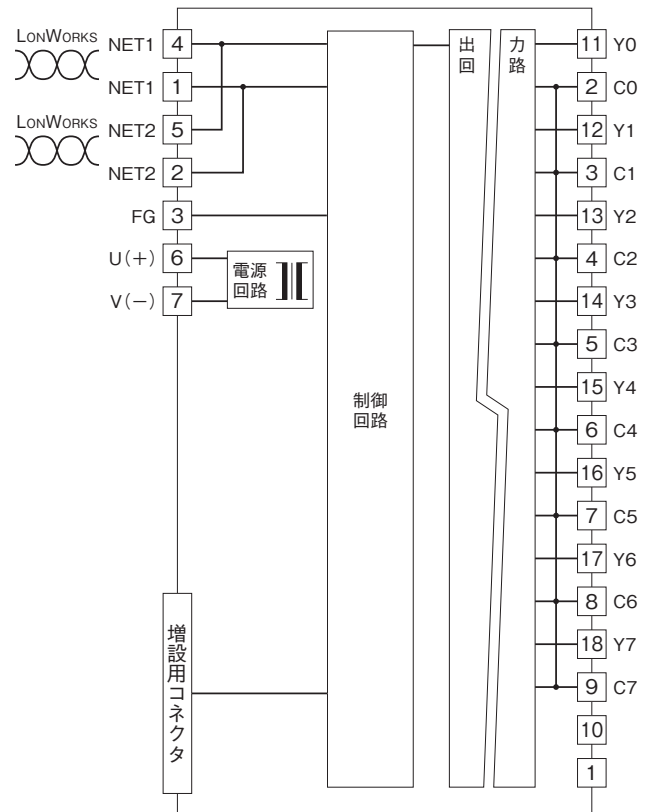 LONWORKS
NET1 4
NET1 1
LONWORKS
NET2 5
NET2 2
FG 3
U(+) 6
V(−) 7
電源
回路
増設用コネクタ
制御
回路
出力
回路
11 Y0
2 C0
12 Y1
3 C1
13 Y2
4 C2
14 Y3
5 C3
15 Y4
6 C4
16 Y5
7 C5
17 Y6
8 C6
18 Y7
9 C7
10
1